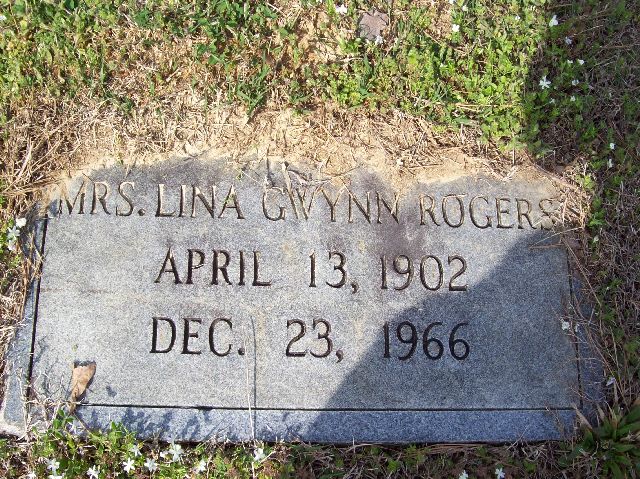 MRS. LINA GWYNN ROGERS
APRIL 13, 1902
DEC. 23, 1966